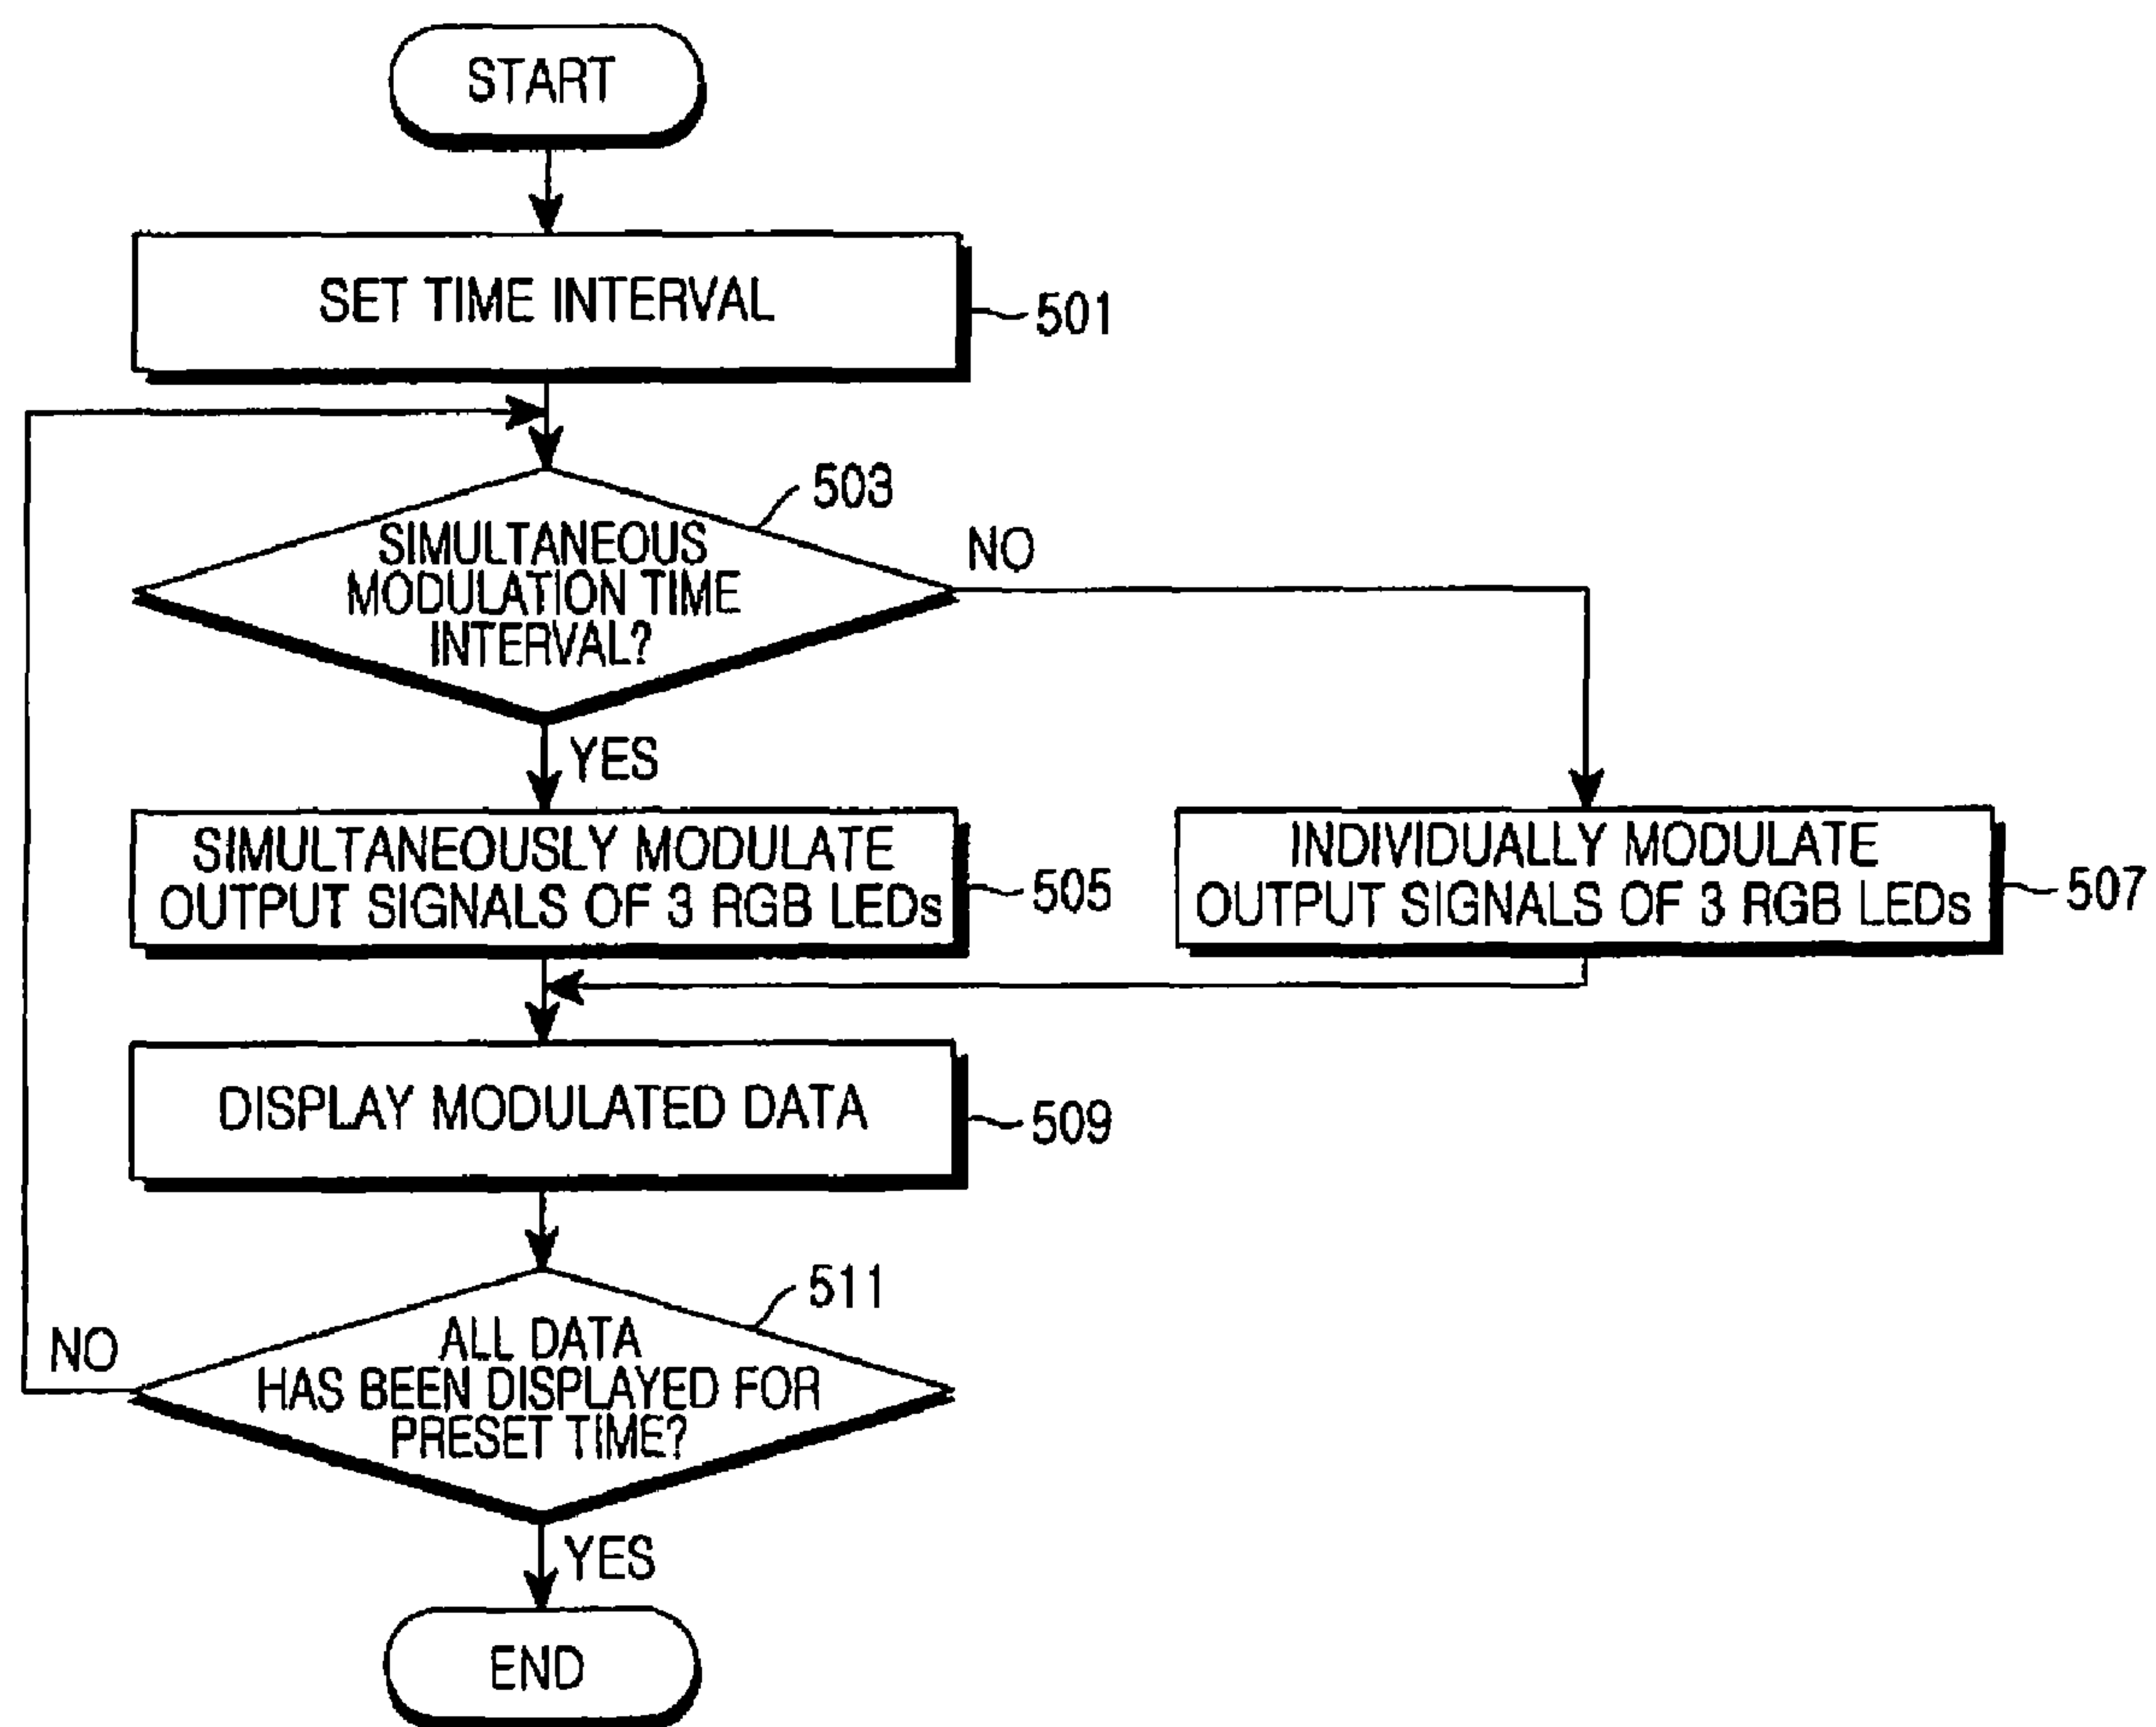 START
SET TIME INTERVAL
501
503
SIMULTANEOUS
MODULATION TIME
INTERVAL?
NO
YES
SIMULTANEOUSLY MODULATE
OUTPUT SIGNALS OF 3 RGB LEDs
505
INDIVIDUALLY MODULATE
OUTPUT SIGNALS OF 3 RGB LEDs
507
DISPLAY MODULATED DATA
509
511
ALL DATA
HAS BEEN DISPLAYED FOR
PRESET TIME?
NO
YES
END